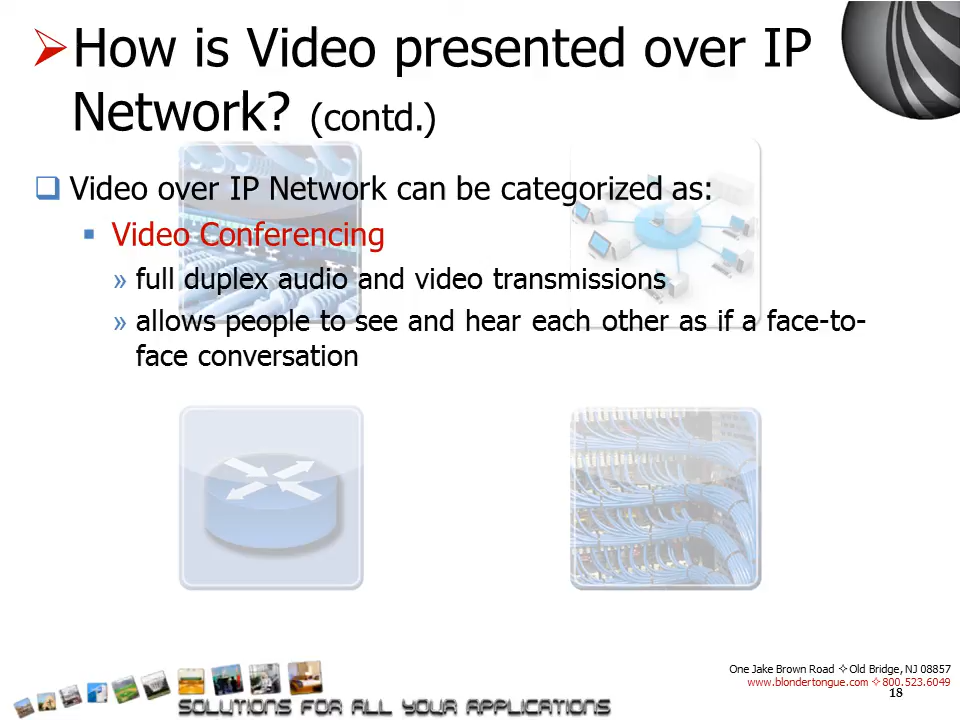 How is Video presented over IP
Network? (contd.)
Video over IP Network can be categorized as:
Video Conferencing
» full duplex audio and video transmissions
» allows people to see and hear each other as if a face-to-
face conversation
One Jake Brown Road ✧ Old Bridge, NJ 08857
www.blondertongue.com ✧ 800.523.6049
18
SOLUTIONS FOR ALL YOUR APPLICATIONS